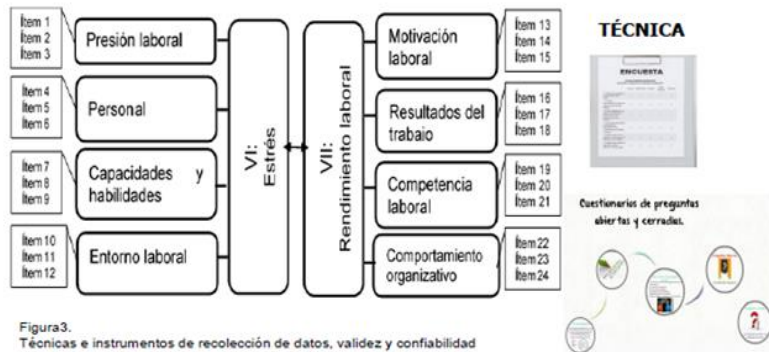 Ítem 1
Ítem 2
Ítem 3
Presión laboral
Ítem 4
Ítem 5
Ítem 6
Personal
Ítem 7
Ítem 8
Ítem 9
Capacidades y
habilidades
Ítem 10
Ítem 11
Ítem 12
Entorno laboral
VI:
Estrés
VII:
Rendimiento laboral
Motivación
laboral
Ítem 13
Ítem 14
Ítem 15
Resultados del
trabajo
Ítem 16
Ítem 17
Ítem 18
Competencia
laboral
Ítem 19
Ítem 20
Ítem 21
Comportamiento
organizativo
Ítem 22
Ítem 23
Ítem 24
TÉCNICA
ENCUESTA
Cuestionarios de preguntas
abiertas y cerradas.
Figura3.
Técnicas e instrumentos de recolección de datos, validez y confiabilidad